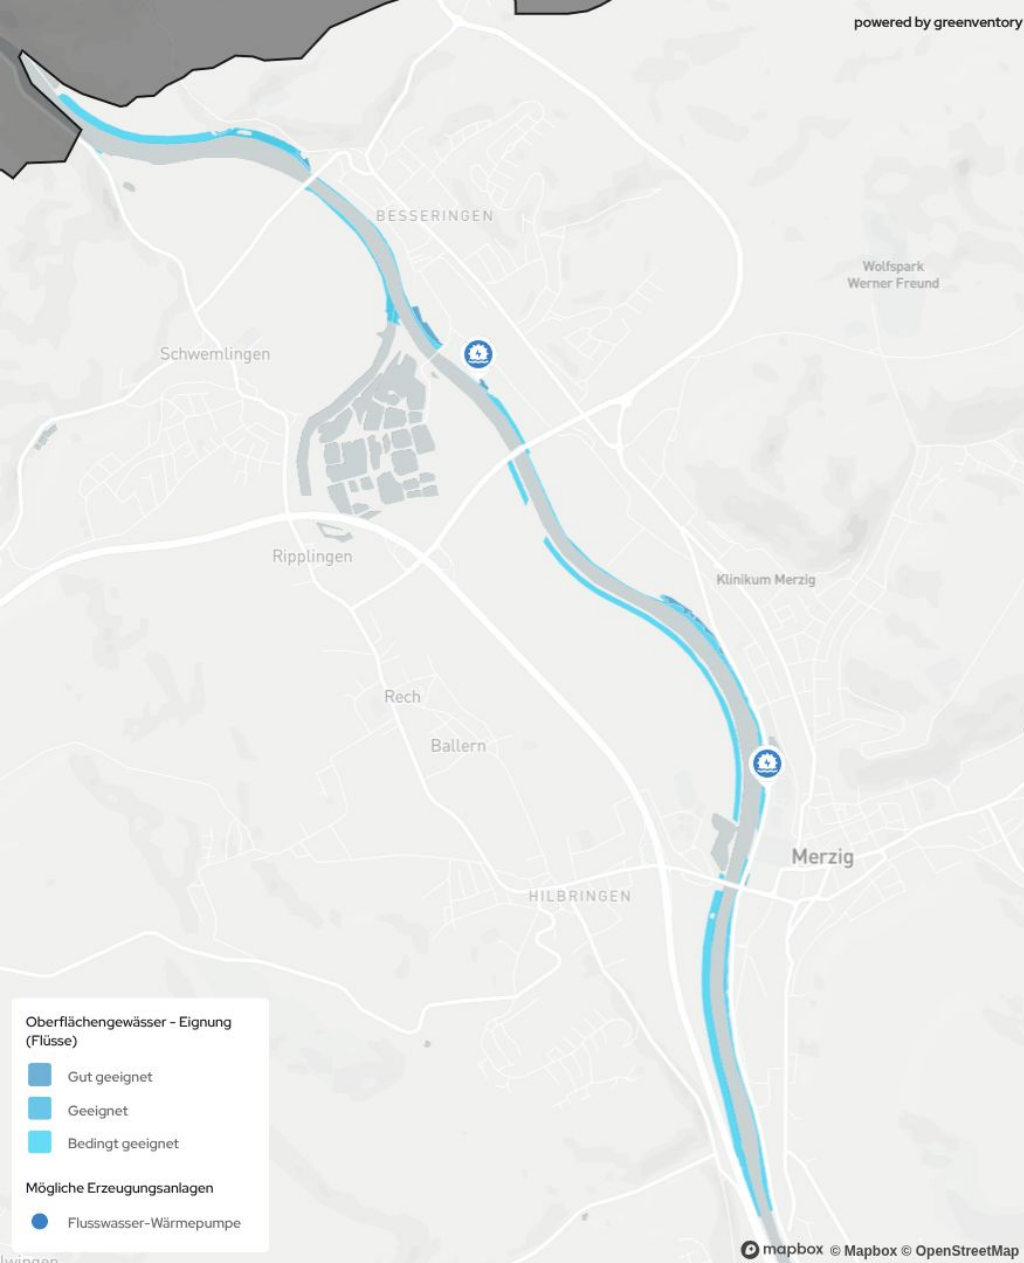 powered by greenventory
BESSERINGEN
Wolfspark
Werner Freund
Schwemlingen
Ripplingen
Klinikum Merzig
Rech
Ballern
Merzig
HILBRINGEN
Oberflächengewässer - Eignung
(Flüsse)
Gut geeignet
Geeignet
Bedingt geeignet
Mögliche Erzeugungsanlagen
Flusswasser-Wärmepumpe
mapbox © Mapbox © OpenStreetMap